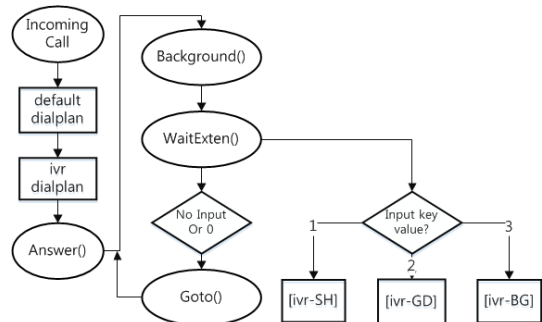 Incoming
Call
default
dialplan
ivr
dialplan
Answer()
Background()
WaitExten()
No Input
Or 0
Goto()
Input key
value?
1
2
3
[ivr-SH]
[ivr-GD]
[ivr-BG]